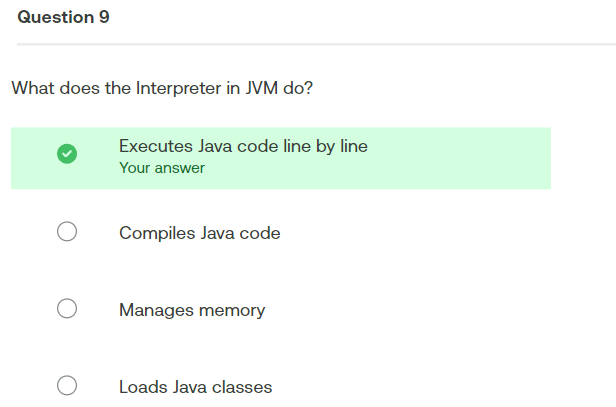 Question 9
What does the Interpreter in JVM do?
Executes Java code line by line
Your answer
Compiles Java code
Manages memory
Loads Java classes